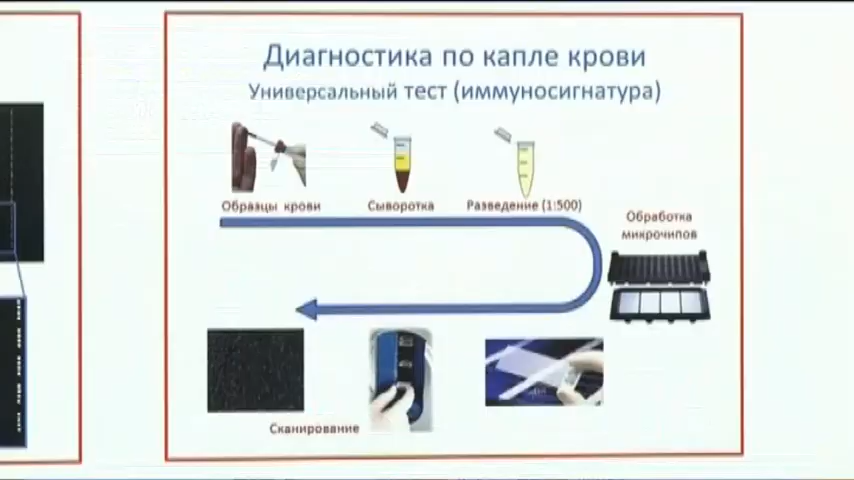 Диагностика по капле крови
Универсальный тест (иммуносигнатура)
Образцы крови
Сыворотка
Разведение (1:500)
Обработка
микрочипов
Сканирование